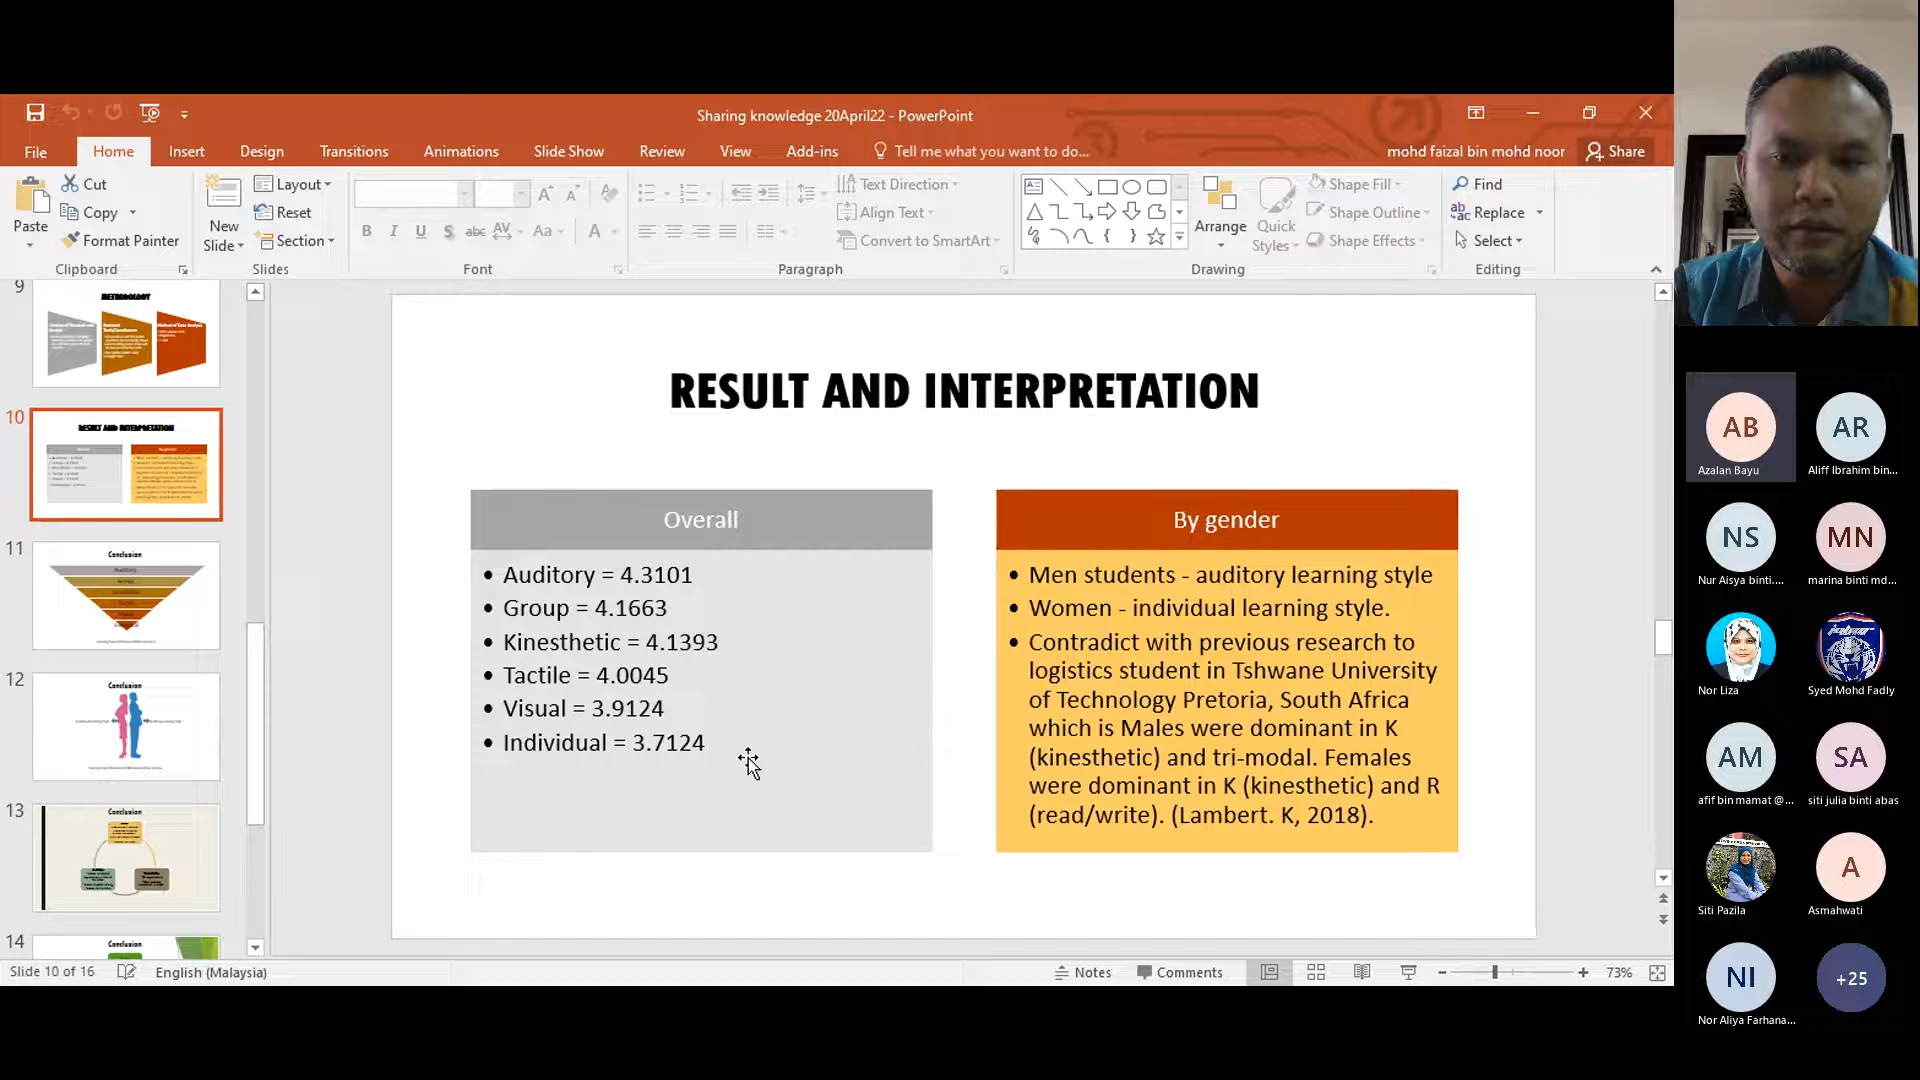 Sharing knowledge 20April22 - PowerPoint
File
Home
Insert
Design
Transitions
Animations
Slide Show
Review
View
Add-ins
Tell me what you want to do...
mohd faizal bin mohd noor
Share
Paste
Cut
Copy
Format Painter
Clipboard
New
Slide
Layout
Reset
Section
Slides
B I U S abc AV Aa A
Font
Text Direction
Align Text
Convert to SmartArt
Paragraph
Arrange
Quick
Styles
Shape Fill
Shape Outline
Shape Effects
Drawing
Find
Replace
Select
Editing
9
METHODOLOGY
10
RESULT AND INTERPRETATION
11
Conclusion
12
Conclusion
13
14
Conclusion
RESULT AND INTERPRETATION
Overall
• Auditory = 4.3101
• Group = 4.1663
• Kinesthetic = 4.1393
• Tactile = 4.0045
• Visual = 3.9124
• Individual = 3.7124
By gender
• Men students - auditory learning style
• Women - individual learning style.
• Contradict with previous research to
logistics student in Tshwane University
of Technology Pretoria, South Africa
which is Males were dominant in K
(kinesthetic) and tri-modal. Females
were dominant in K (kinesthetic) and R
(read/write). (Lambert. K, 2018).
Slide 10 of 16
English (Malaysia)
Notes
Comments
73%
AB
Azalan Bayu
AR
Aliff Ibrahim bin...
NS
Nur Aisya binti....
MN
marina binti md...
Nor Liza
Syed Mohd Fadly
AM
afif bin mamat @...
SA
siti julia binti abas
Siti Pazila
A
Asmahwati
NI
Nor Aliya Farhana...
+25